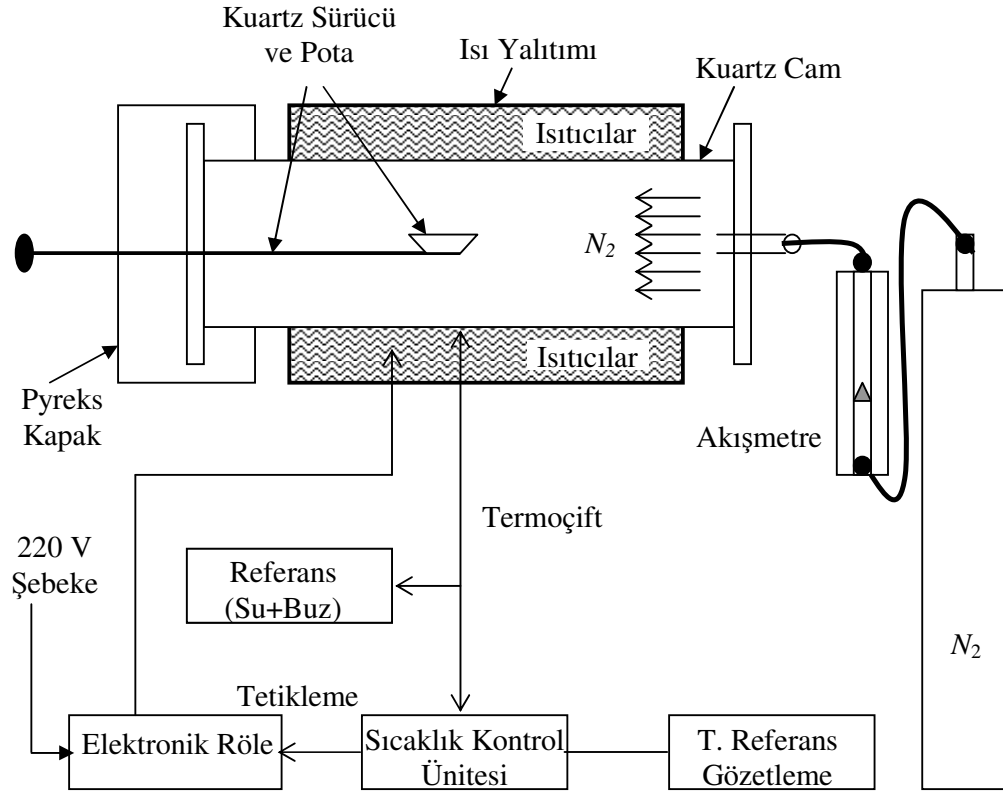 Kuartz Sürücü
ve Pota
Isı Yalıtımı
Kuartz Cam
Isıtıcılar
N2
Isıtıcılar
Pyreks
Kapak
Akışmetre
Termoçift
220 V
Şebeke
Referans
(Su+Buz)
N2
Tetikleme
Elektronik Röle
Sıcaklık Kontrol
Ünitesi
T. Referans
Gözetleme